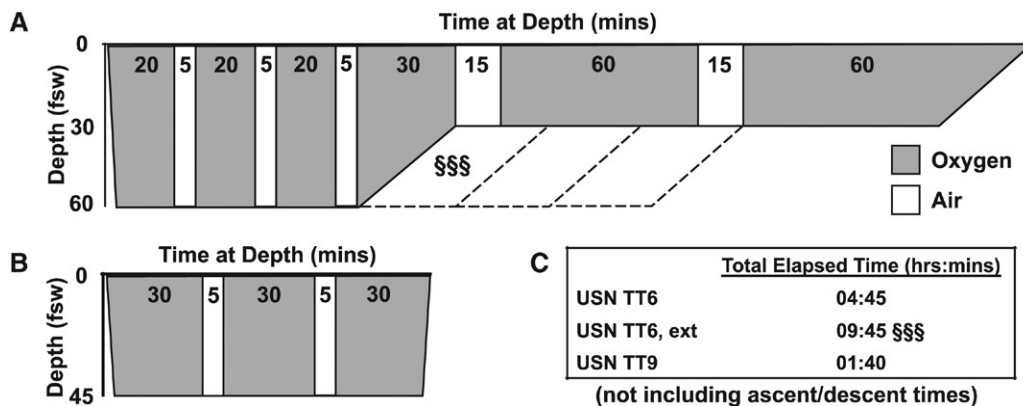 A
Time at Depth (mins)
Depth (fsw)
0
30
60
20 5 20 5 20 5 30 15 60 15 60
§§§
Oxygen
Air
B
Time at Depth (mins)
Depth (fsw)
0
45
30 5 30 5 30
C
Total Elapsed Time (hrs:mins)
USN TT6 04:45
USN TT6, ext 09:45 §§§
USN TT9 01:40
(not including ascent/descent times)